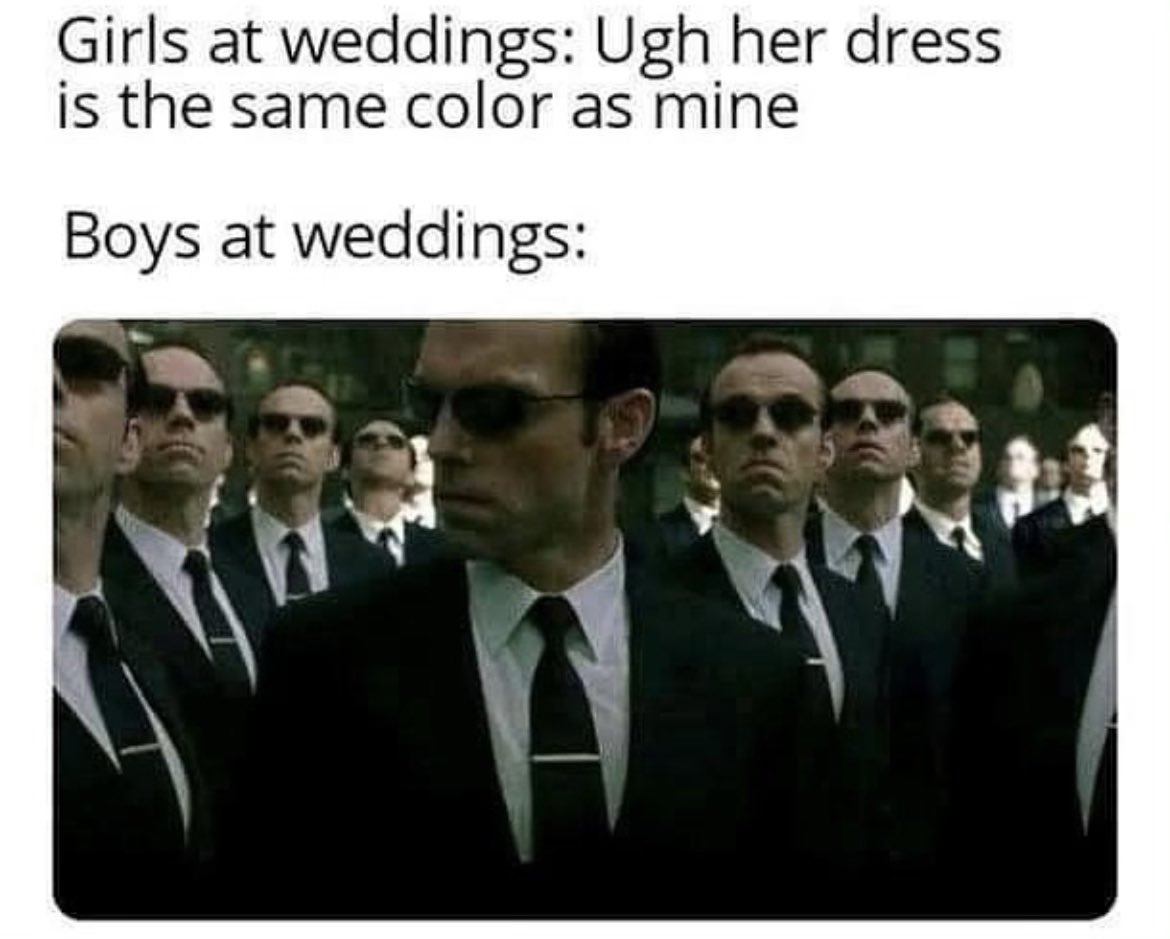 Girls at weddings: Ugh her dress
is the same color as mine
Boys at weddings: